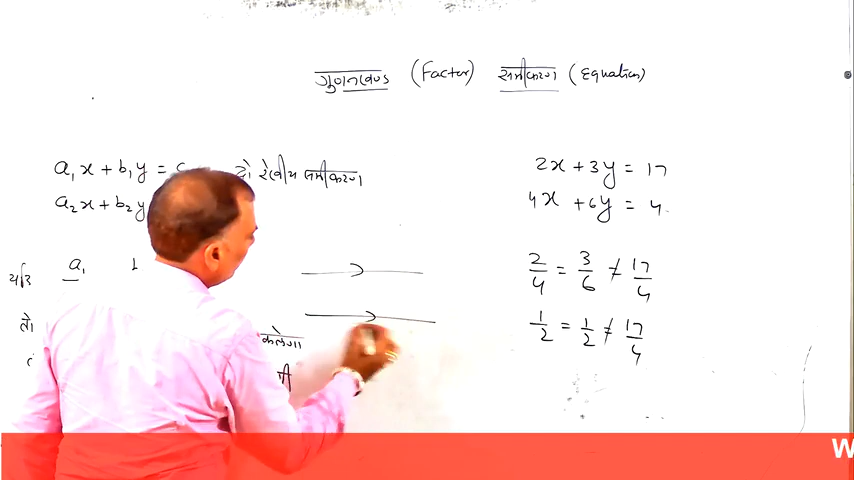 गुणनखण्ड (Factor) समीकरण (Equation)
a₁x + b₁y = c दो रेखीय समीकरण
a₂x + b₂y
यदि a₁
तो
2x + 3y = 17
4x + 6y = 4
2/4 = 3/6 ≠ 17/4
1/2 = 1/2 ≠ 17/4
W